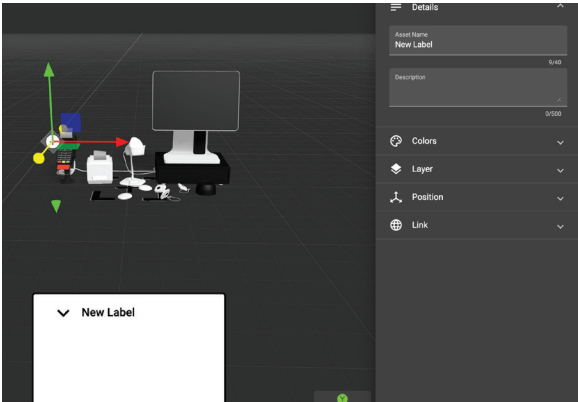 Details
Asset Name
New Label
9/40
Description
0/500
Colors
Layer
Position
Link
New Label
Y